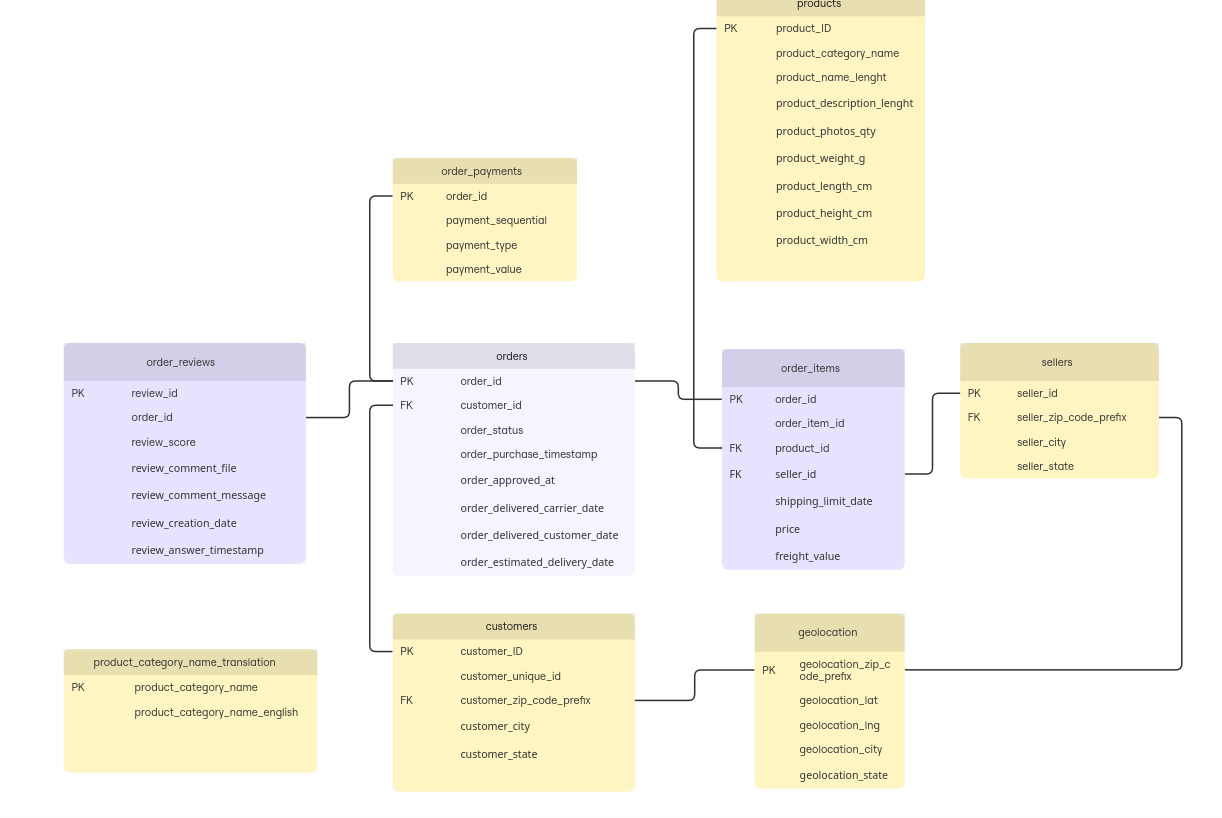 products
PK product_ID
product_category_name
product_name_lenght
product_description_lenght
product_photos_qty
product_weight_g
product_length_cm
product_height_cm
product_width_cm
order_payments
PK order_id
payment_sequential
payment_type
payment_value
order_reviews
PK review_id
order_id
review_score
review_comment_file
review_comment_message
review_creation_date
review_answer_timestamp
orders
PK order_id
FK customer_id
order_status
order_purchase_timestamp
order_approved_at
order_delivered_carrier_date
order_delivered_customer_date
order_estimated_delivery_date
order_items
PK order_id
order_item_id
FK product_id
FK seller_id
shipping_limit_date
price
freight_value
sellers
PK seller_id
FK seller_zip_code_prefix
seller_city
seller_state
product_category_name_translation
PK product_category_name
product_category_name_english
customers
PK customer_ID
customer_unique_id
FK customer_zip_code_prefix
customer_city
customer_state
geolocation
PK geolocation_zip_c
ode_prefix
geolocation_lat
geolocation_lng
geolocation_city
geolocation_state